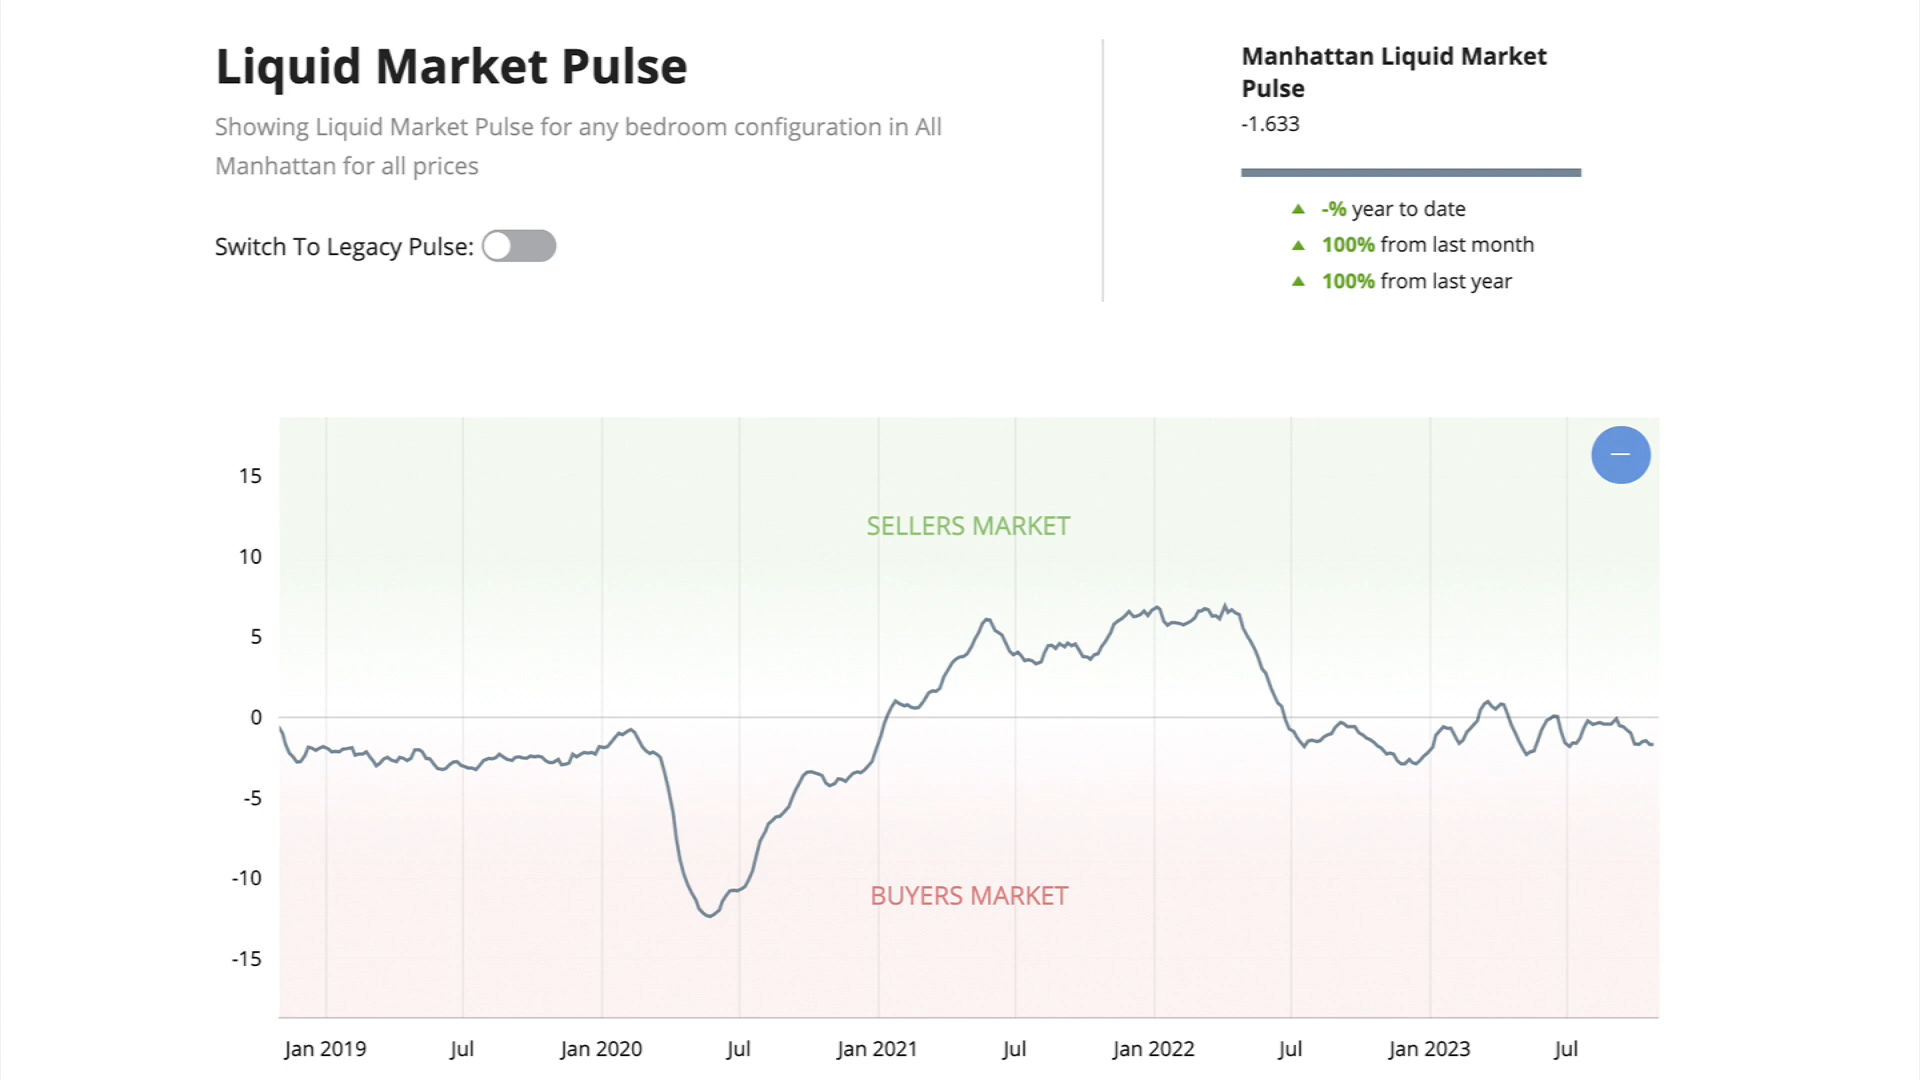 Liquid Market Pulse
Showing Liquid Market Pulse for any bedroom configuration in All
Manhattan for all prices
Switch To Legacy Pulse:
Manhattan Liquid Market
Pulse
-1.633
-% year to date
100% from last month
100% from last year
15
10
5
0
-5
-10
-15
SELLERS MARKET
BUYERS MARKET
Jan 2019 Jul Jan 2020 Jul Jan 2021 Jul Jan 2022 Jul Jan 2023 Jul